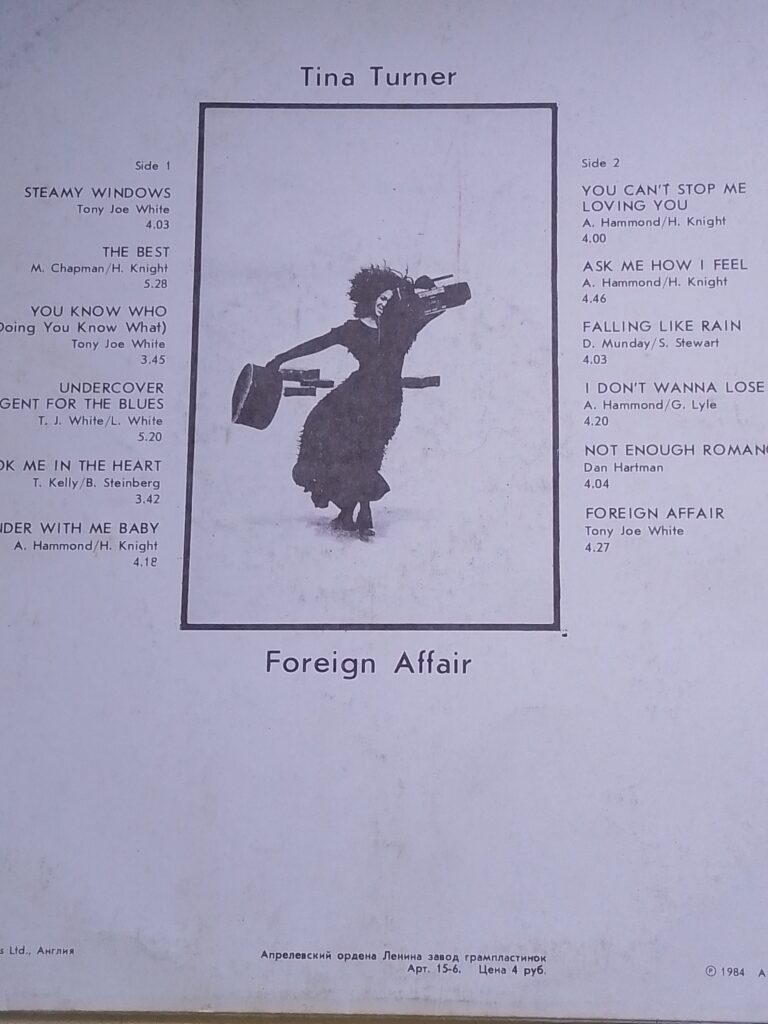 Tina Turner
Side 1
STEAMY WINDOWS
Tony Joe White
4.03
THE BEST
M. Chapman/H. Knight
5.28
YOU KNOW WHO
Doing You Know What)
Tony Joe White
3.45
UNDERCOVER
GENT FOR THE BLUES
T. J. White/L. White
5.20
OK ME IN THE HEART
T. Kelly/B. Steinberg
3.42
NDER WITH ME BABY
A. Hammond/H. Knight
4.18
Side 2
YOU CAN'T STOP ME
LOVING YOU
A. Hammond/H. Knight
4.00
ASK ME HOW I FEEL
A. Hammond/H. Knight
4.46
FALLING LIKE RAIN
D. Munday/S. Stewart
4.03
I DON'T WANNA LOSE
A. Hammond/G. Lyle
4.20
NOT ENOUGH ROMAN
Dan Hartman
4.04
FOREIGN AFFAIR
Tony Joe White
4.27
Foreign Affair
s Ltd., Англия
Апрелевский ордена Ленина завод грампластинок
Арт. 15-6. Цена 4 руб.
℗ 1984 А